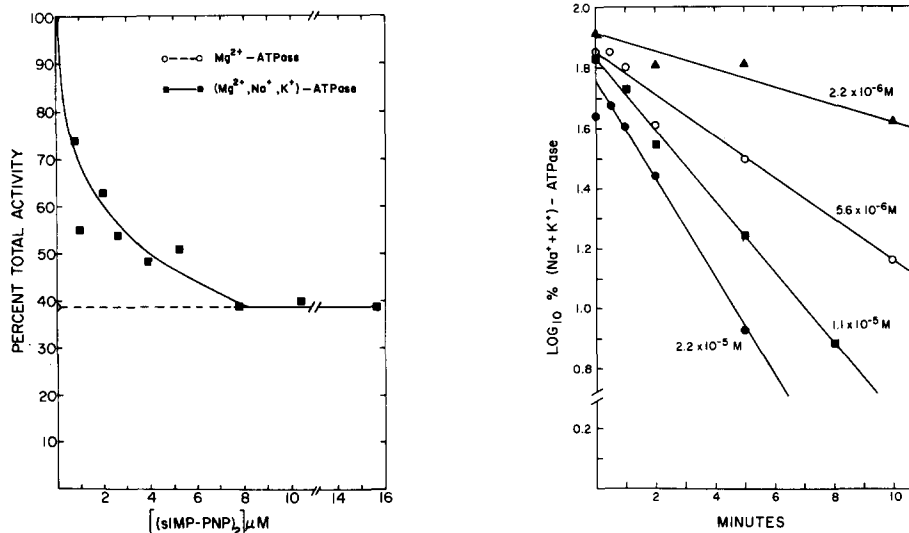 100
90
80
70
60
50
40
30
20
10
PERCENT TOTAL ACTIVITY
o--o Mg²⁺-ATPase
■—■ (Mg²⁺, Na⁺, K⁺)-ATPase
2 4 6 8 10 14 16
[(sIMP-PNP)₂]μM
2.0
1.8
1.6
1.4
1.2
1.0
0.8
0.2
LOG₁₀ % (Na⁺+K⁺)-ATPase
2.2 x 10⁻⁶ M
5.6 x 10⁻⁶ M
1.1 x 10⁻⁵ M
2.2 x 10⁻⁵ M
2 4 6 8 10
MINUTES